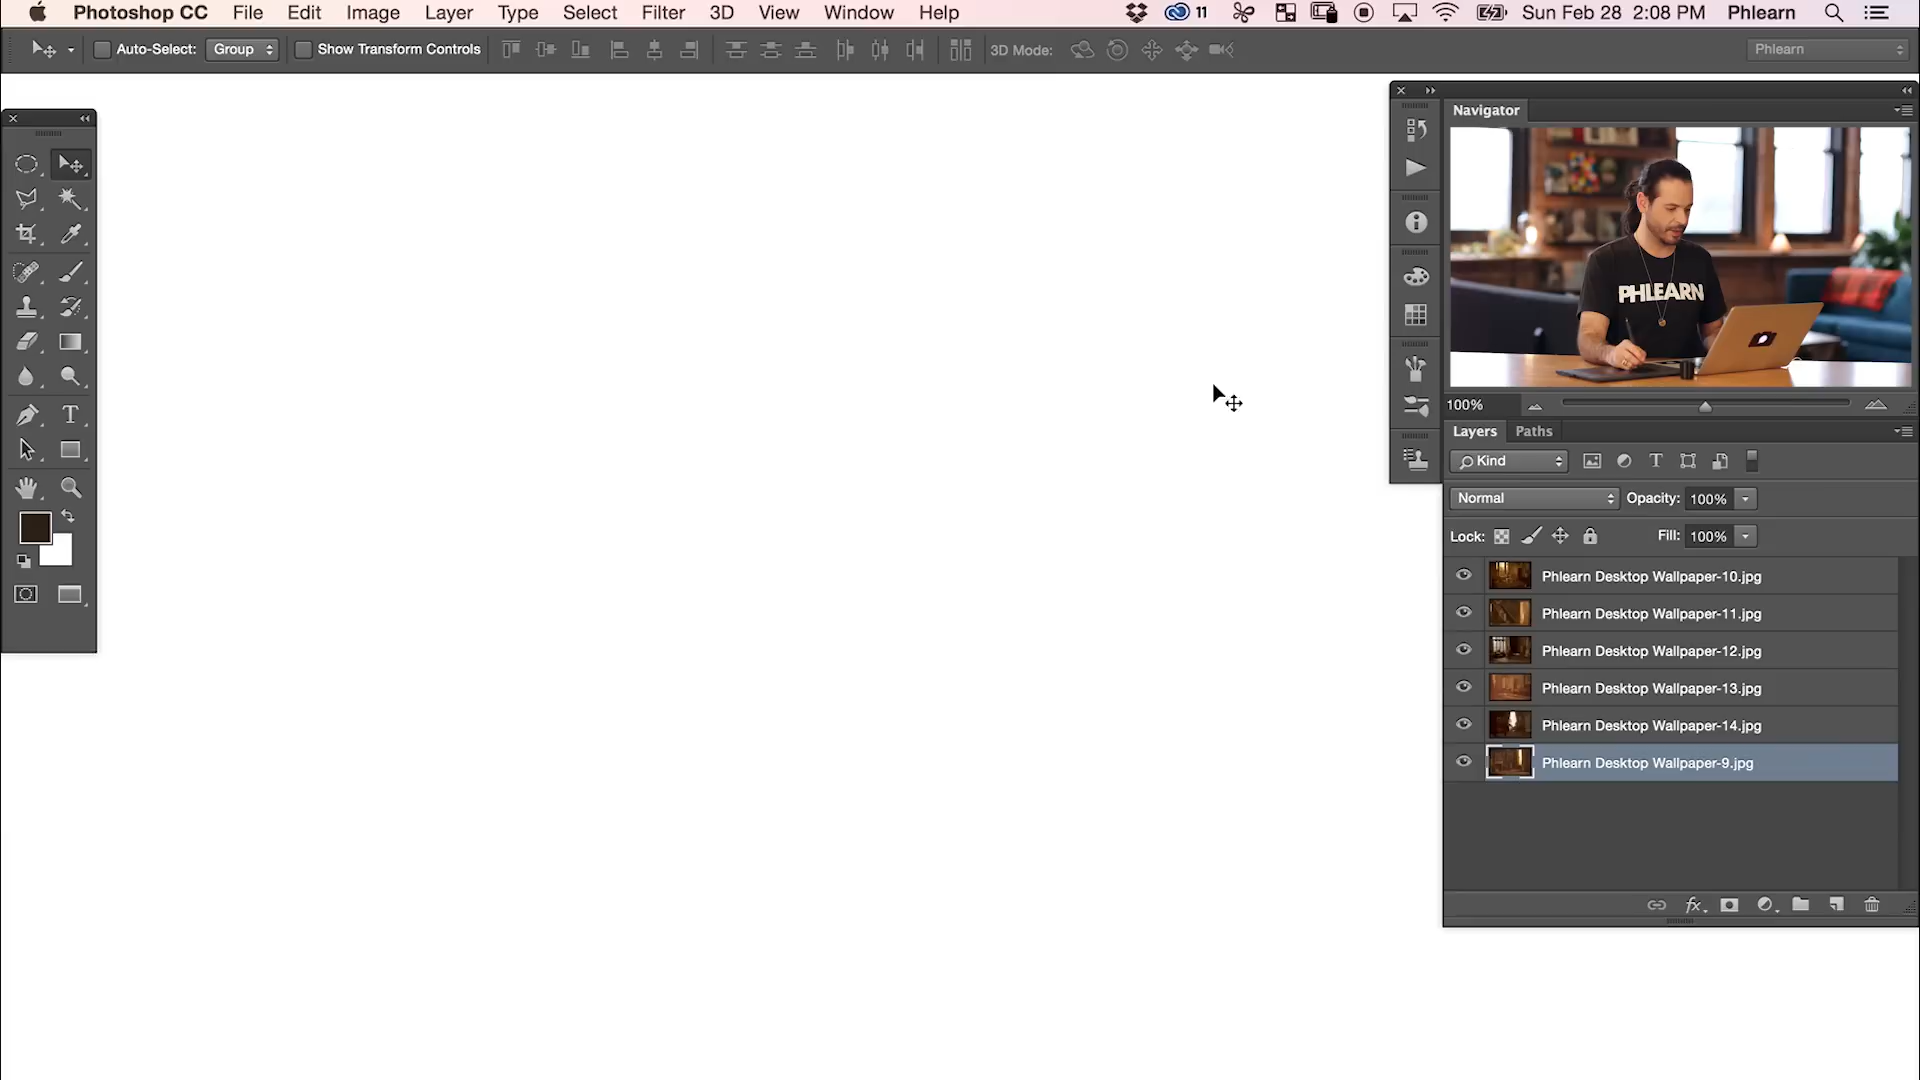 Photoshop CC File Edit Image Layer Type Select Filter 3D View Window Help 11 Sun Feb 28 2:08 PM Phlearn
Auto-Select: Group Show Transform Controls 3D Mode: Phlearn
Navigator
PHLEARN
100%
Layers Paths
Kind
Normal Opacity: 100%
Lock: Fill: 100%
Phlearn Desktop Wallpaper-10.jpg
Phlearn Desktop Wallpaper-11.jpg
Phlearn Desktop Wallpaper-12.jpg
Phlearn Desktop Wallpaper-13.jpg
Phlearn Desktop Wallpaper-14.jpg
Phlearn Desktop Wallpaper-9.jpg